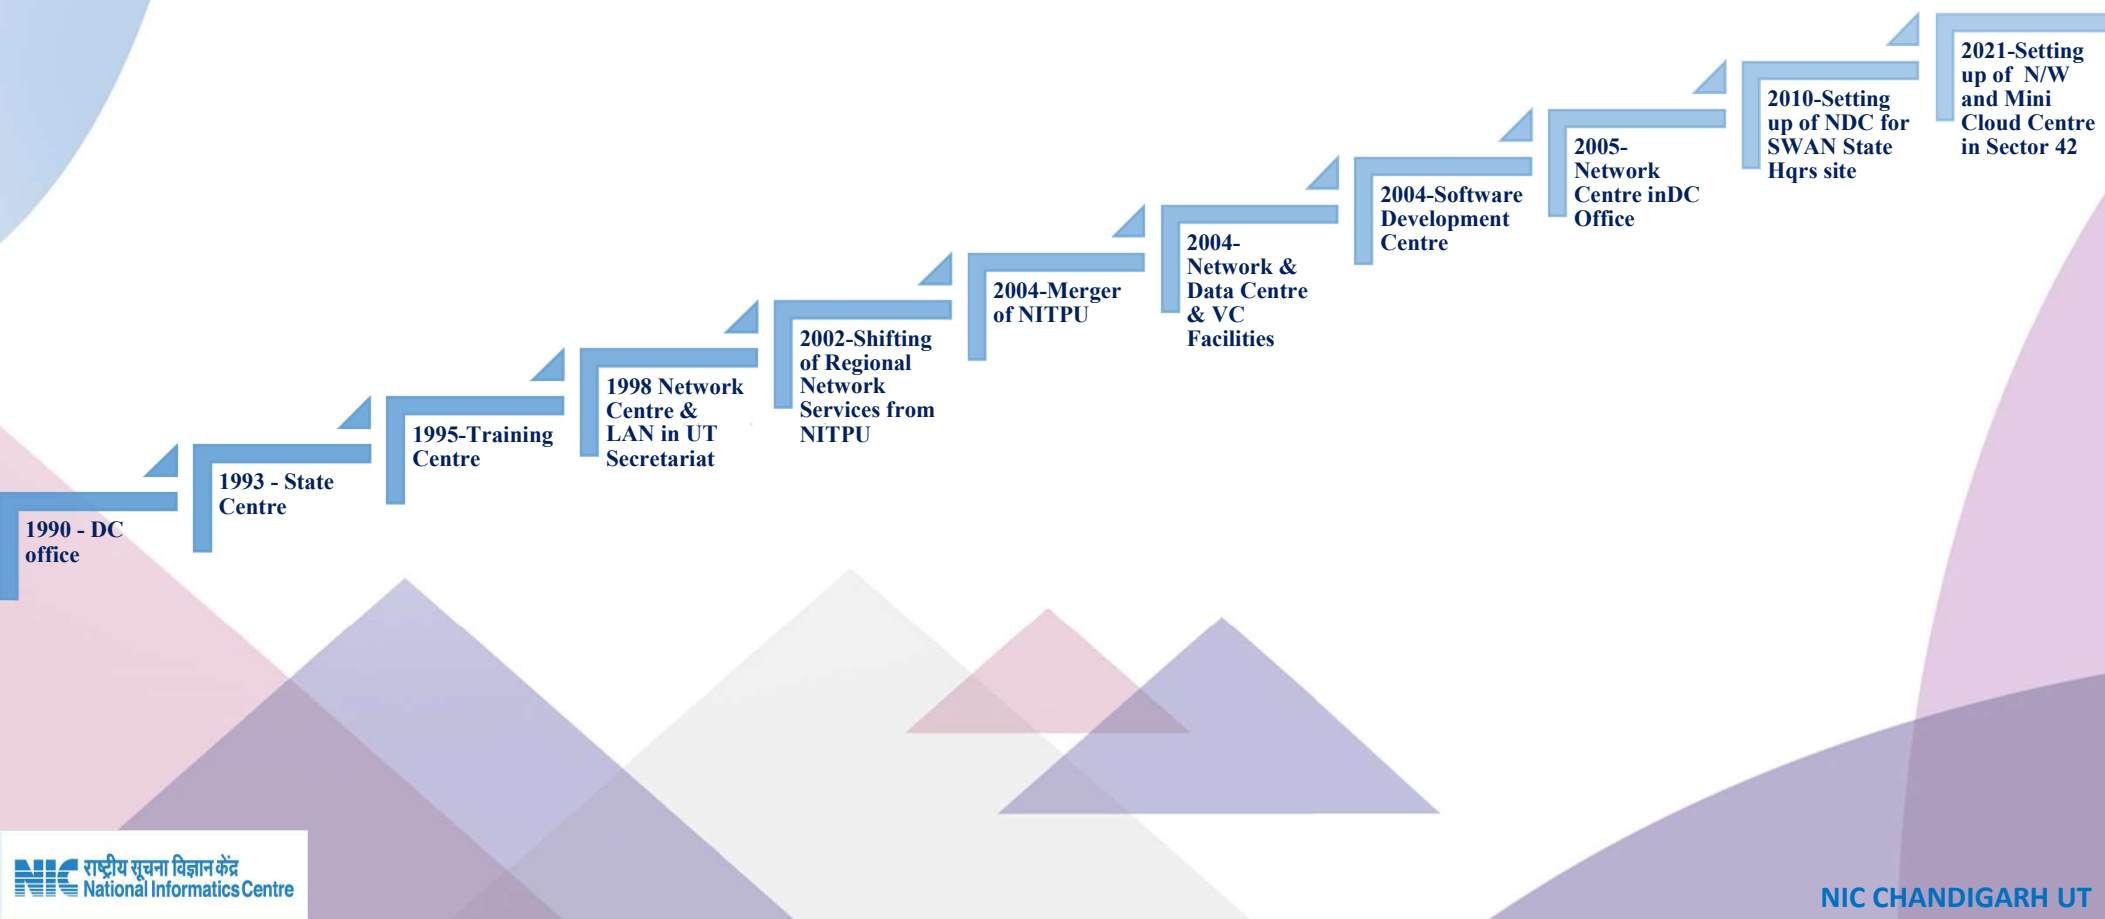 1990 - DC
office
1993 - State
Centre
1995-Training
Centre
1998 Network
Centre &
LAN in UT
Secretariat
2002-Shifting
of Regional
Network
Services from
NITPU
2004-Merger
of NITPU
2004-
Network &
Data Centre
& VC
Facilities
2004-Software
Development
Centre
2005-
Network
Centre inDC
Office
2010-Setting
up of NDC for
SWAN State
Hqrs site
2021-Setting
up of N/W
and Mini
Cloud Centre
in Sector 42
NIC राष्ट्रीय सूचना विज्ञान केंद्र
National Informatics Centre
NIC CHANDIGARH UT